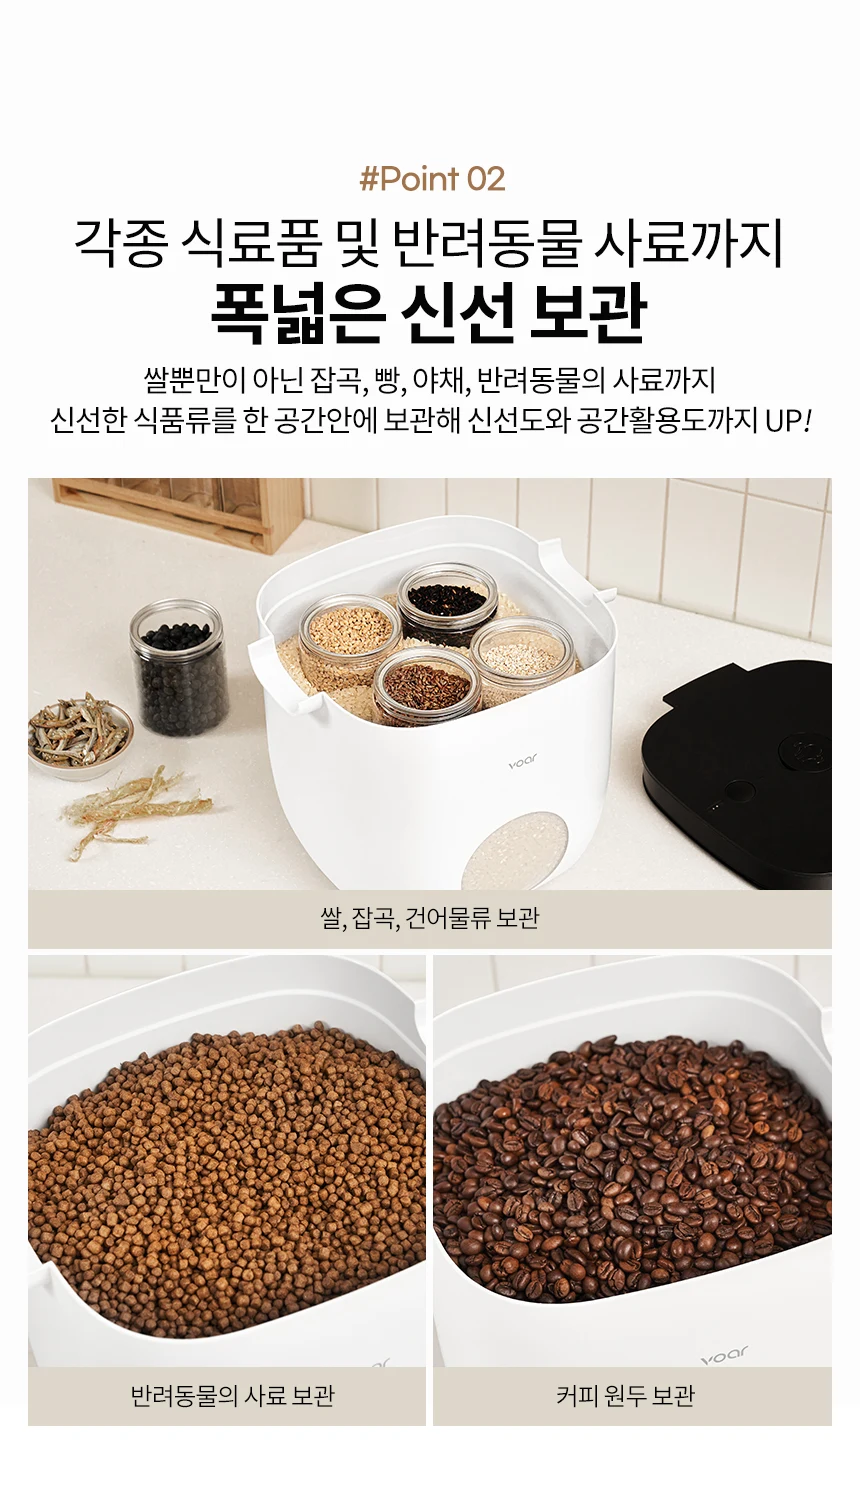 #Point 02
각종 식료품 및 반려동물 사료까지
폭넓은 신선 보관
쌀뿐만이 아닌 잡곡, 빵, 야채, 반려동물의 사료까지
신선한 식품류를 한 공간안에 보관해 신선도와 공간활용도까지 UP!
voar
쌀, 잡곡, 건어물류 보관
voar
반려동물의 사료 보관
커피 원두 보관